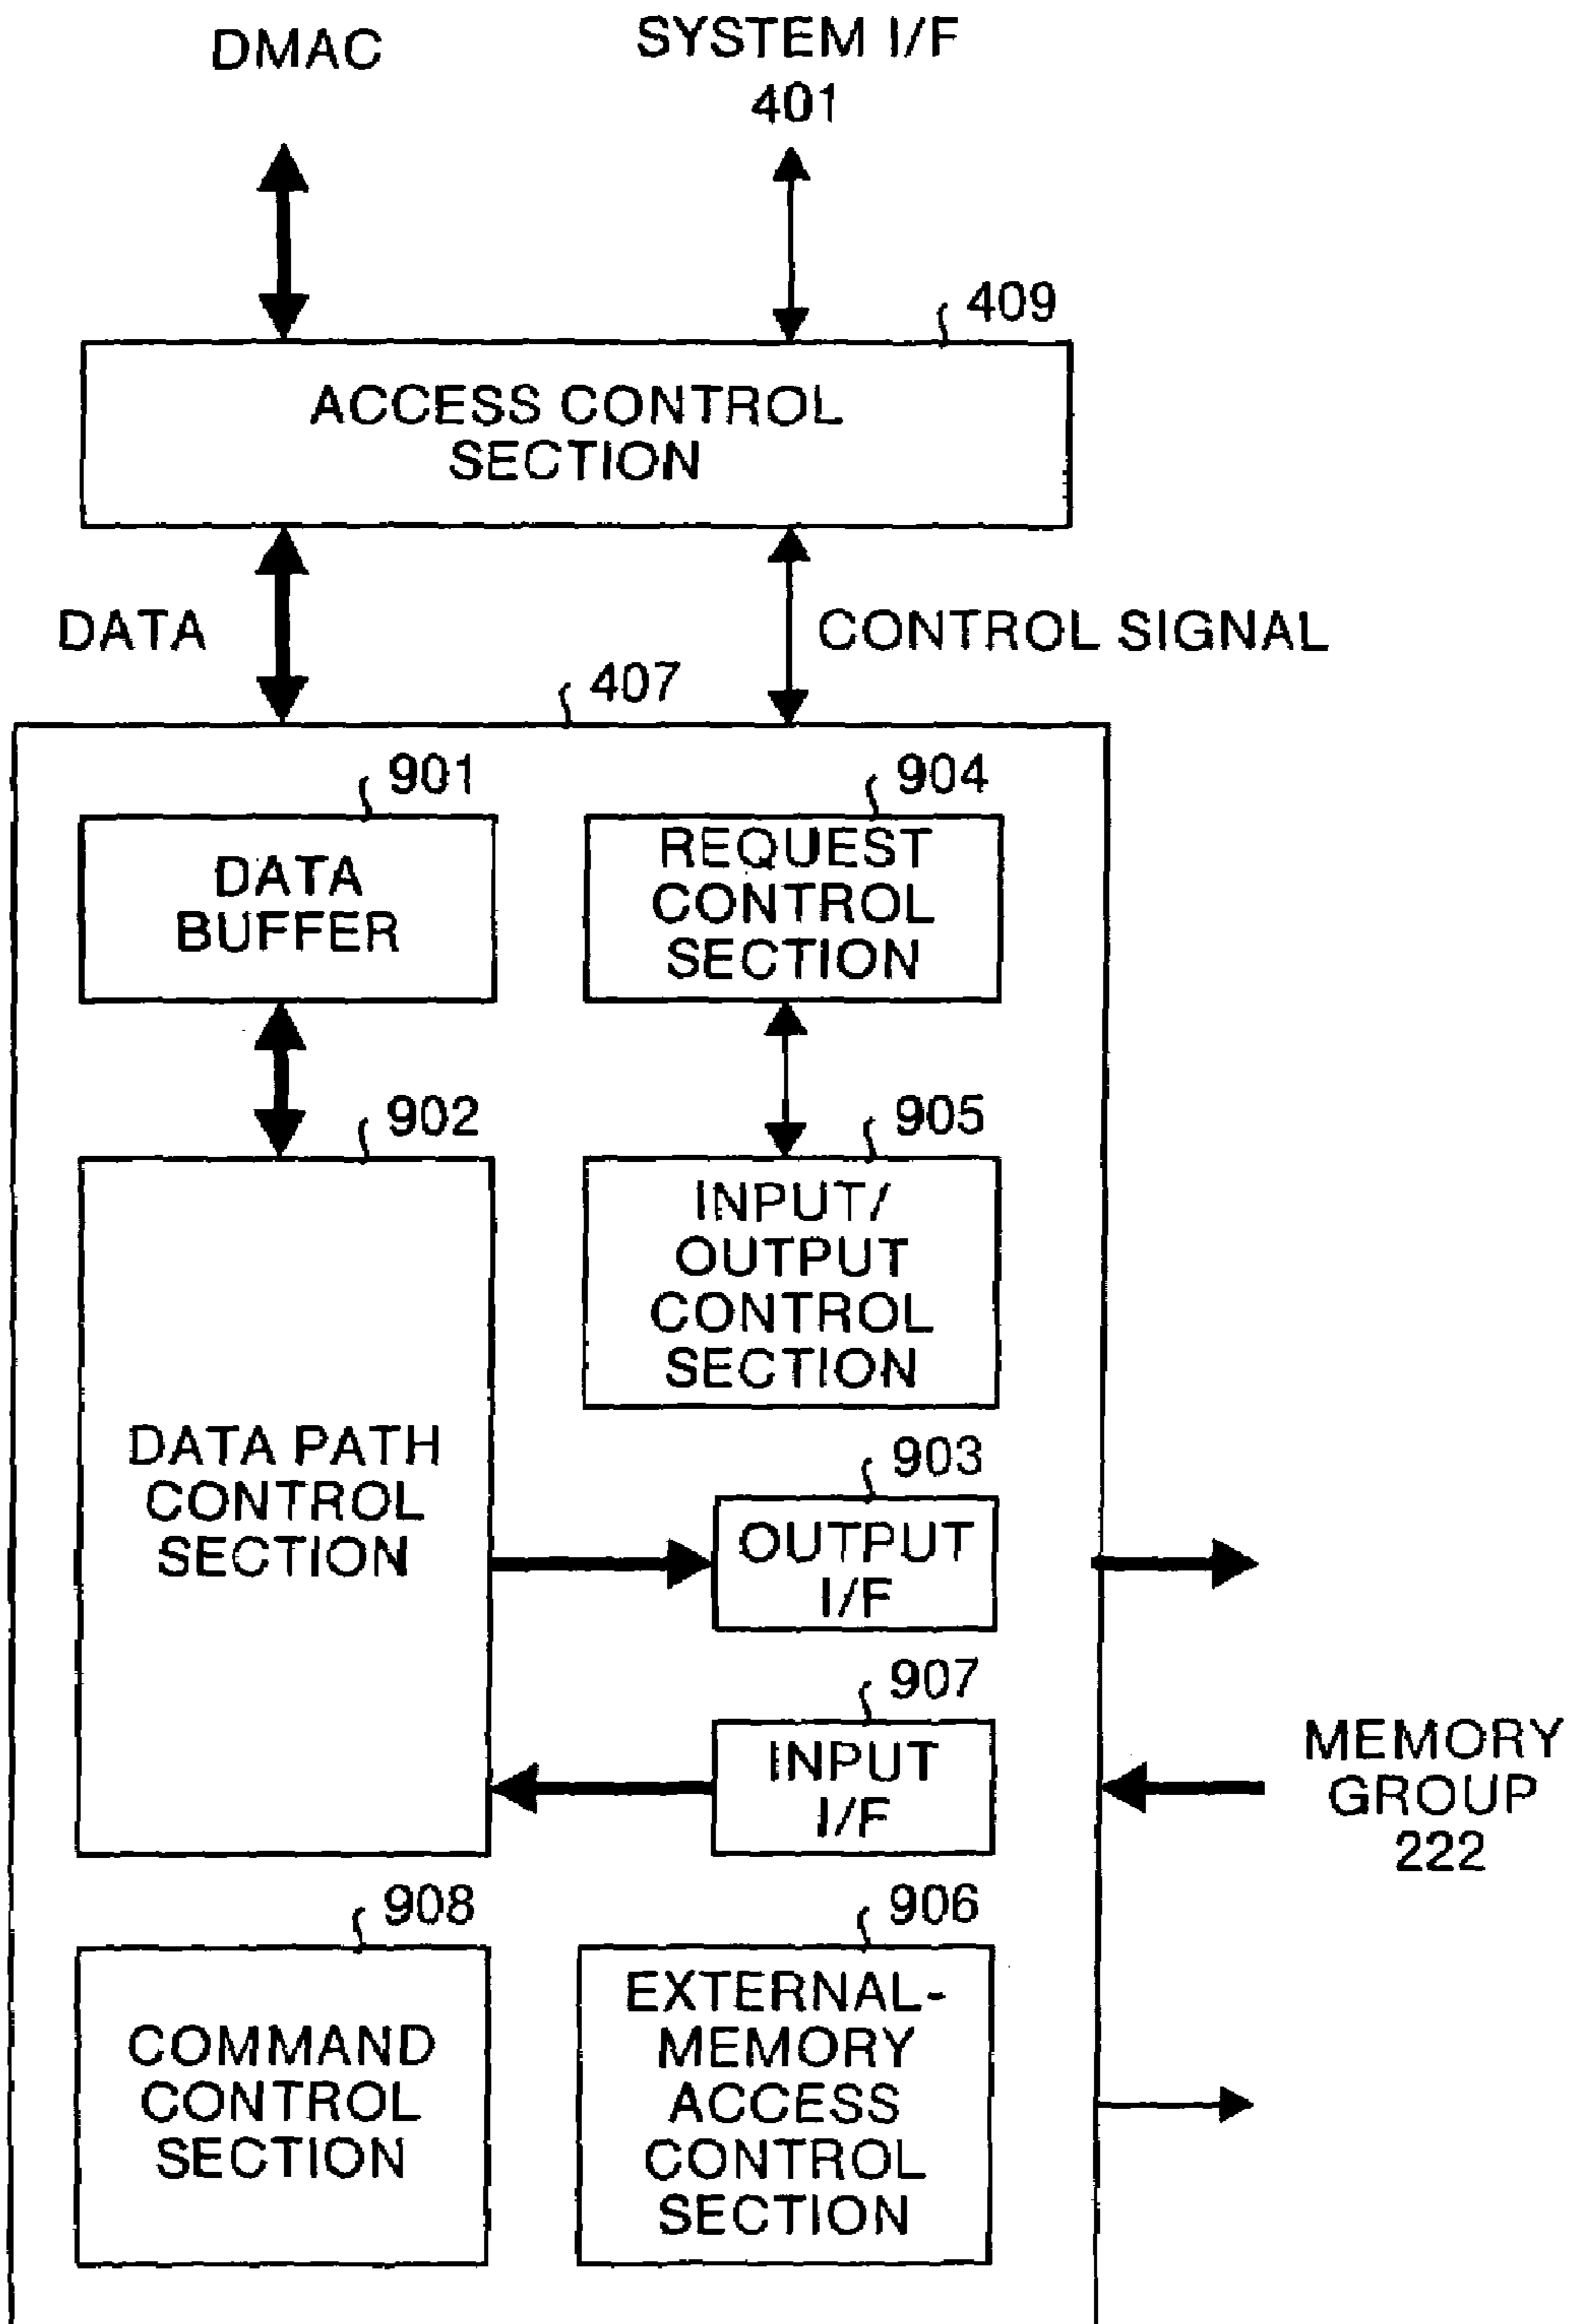 DMAC
SYSTEM I/F
401
409
ACCESS CONTROL
SECTION
DATA
CONTROL SIGNAL
407
901
DATA
BUFFER
904
REQUEST
CONTROL
SECTION
902
DATA PATH
CONTROL
SECTION
905
INPUT/
OUTPUT
CONTROL
SECTION
903
OUTPUT
I/F
907
INPUT
I/F
MEMORY
GROUP
222
908
COMMAND
CONTROL
SECTION
906
EXTERNAL-
MEMORY
ACCESS
CONTROL
SECTION